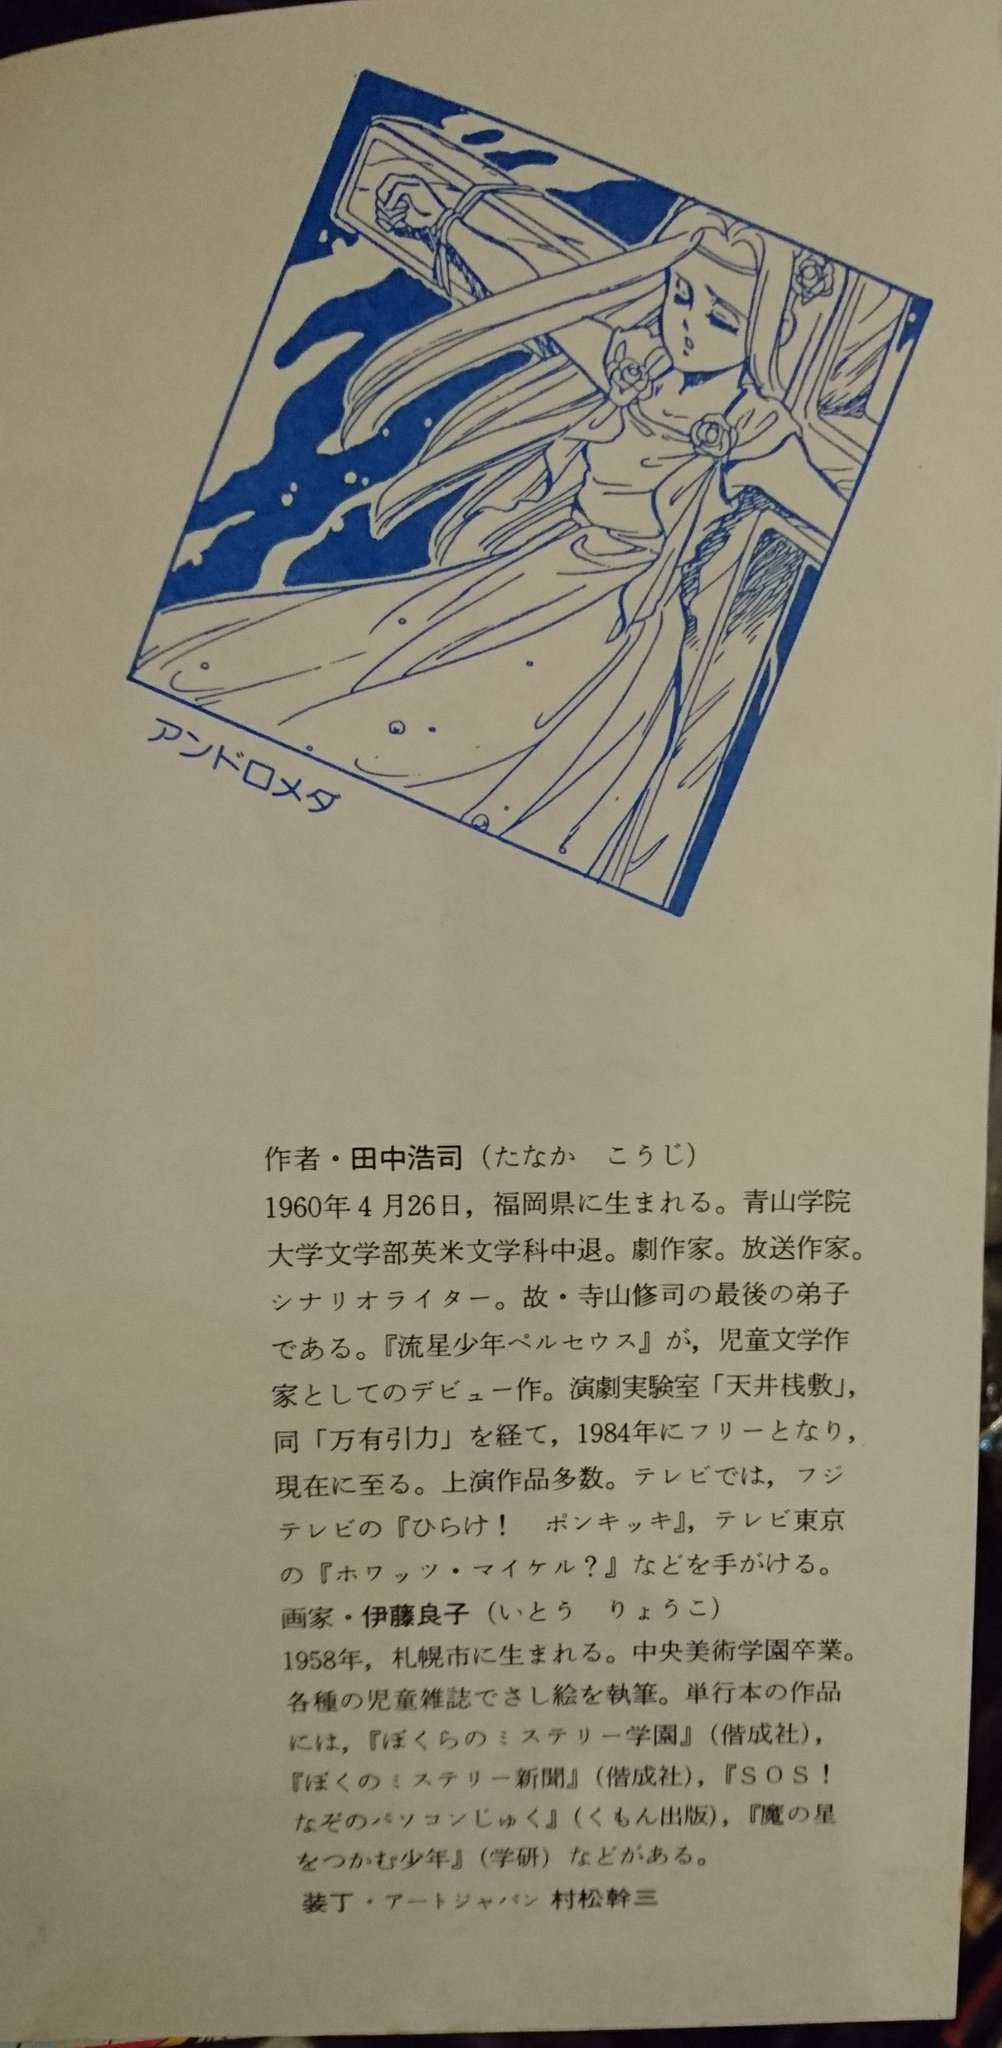 アンドロメダ
作者・田中浩司（たなか　こうじ）
1960年4月26日，福岡県に生まれる。青山学院
大学文学部英米文学科中退。劇作家。放送作家。
シナリオライター。故・寺山修司の最後の弟子
である。『流星少年ペルセウス』が，児童文学作
家としてのデビュー作。演劇実験室「天井桟敷」，
同「万有引力」を経て，1984年にフリーとなり，
現在に至る。上演作品多数。テレビでは，フジ
テレビの『ひらけ！　ポンキッキ』，テレビ東京
の『ホワッツ・マイケル？』などを手がける。
画家・伊藤良子（いとう　りょうこ）
1958年，札幌市に生まれる。中央美術学園卒業。
各種の児童雑誌でさし絵を執筆。単行本の作品
には，『ぼくらのミステリー学園』（偕成社），
『ぼくのミステリー新聞』（偕成社），『ＳＯＳ！
なぞのパソコンじゅく』（くもん出版），『魔の星
をつかむ少年』（学研）などがある。
装丁・アートジャパン 村松幹三